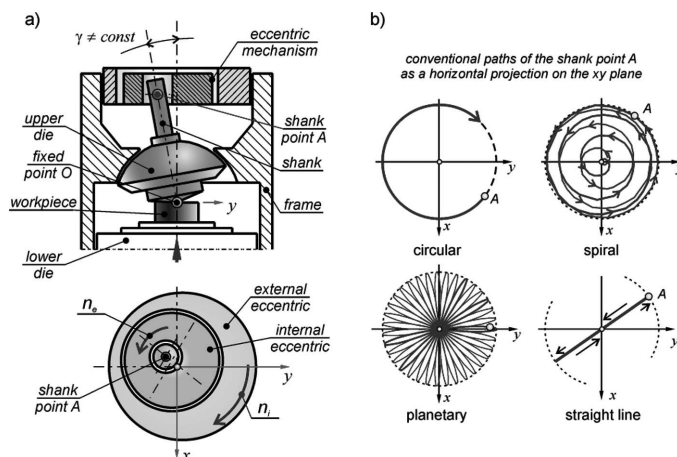 a)
γ ≠ const
eccentric
mechanism
upper
die
fixed
point O
workpiece
lower
die
shank
point A
shank
frame
y
external
eccentric
internal
eccentric
nₑ
shank
point A
nᵢ
y
x
b)
conventional paths of the shank point A
as a horizontal projection on the xy plane
A
y
x
circular
A
y
x
spiral
y
x
planetary
A
y
x
straight line